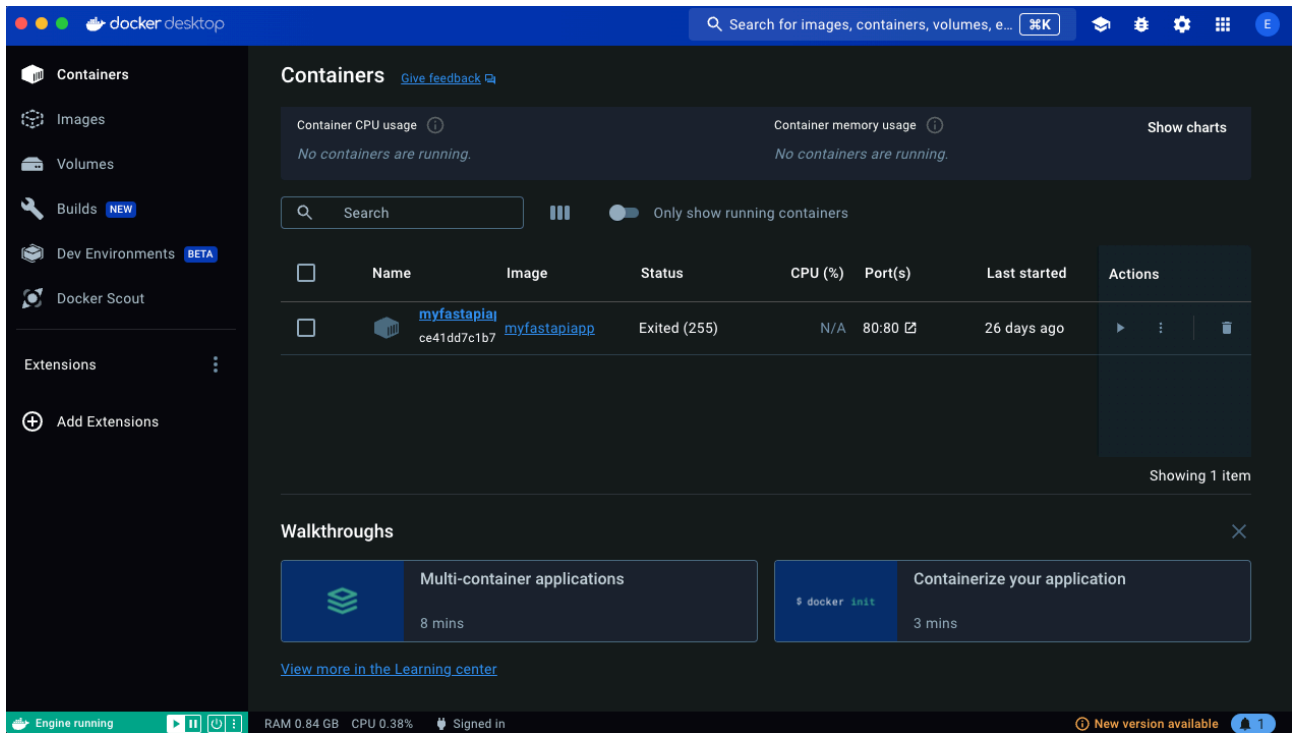 docker desktop
Search for images, containers, volumes, e... ⌘K
E
Containers
Images
Volumes
Builds NEW
Dev Environments BETA
Docker Scout
Extensions
Add Extensions
Containers Give feedback
Container CPU usage
No containers are running.
Container memory usage
No containers are running.
Show charts
Search
Only show running containers
Name Image Status CPU (%) Port(s) Last started Actions
myfastapiap
ce41dd7c1b7
myfastapiapp Exited (255) N/A 80:80 26 days ago
Showing 1 item
Walkthroughs
Multi-container applications
8 mins
$ docker init
Containerize your application
3 mins
View more in the Learning center
Engine running
RAM 0.84 GB CPU 0.38% Signed in
New version available 1